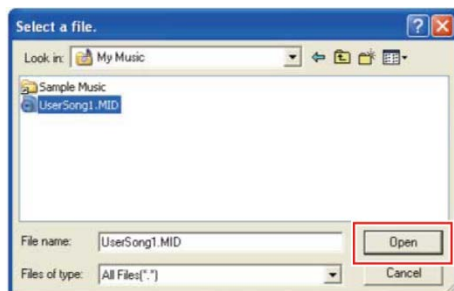 Select a file.
Look in: My Music
Sample Music
UserSong1.MID
File name: UserSong1.MID Open
Files of type: All Files(".") Cancel